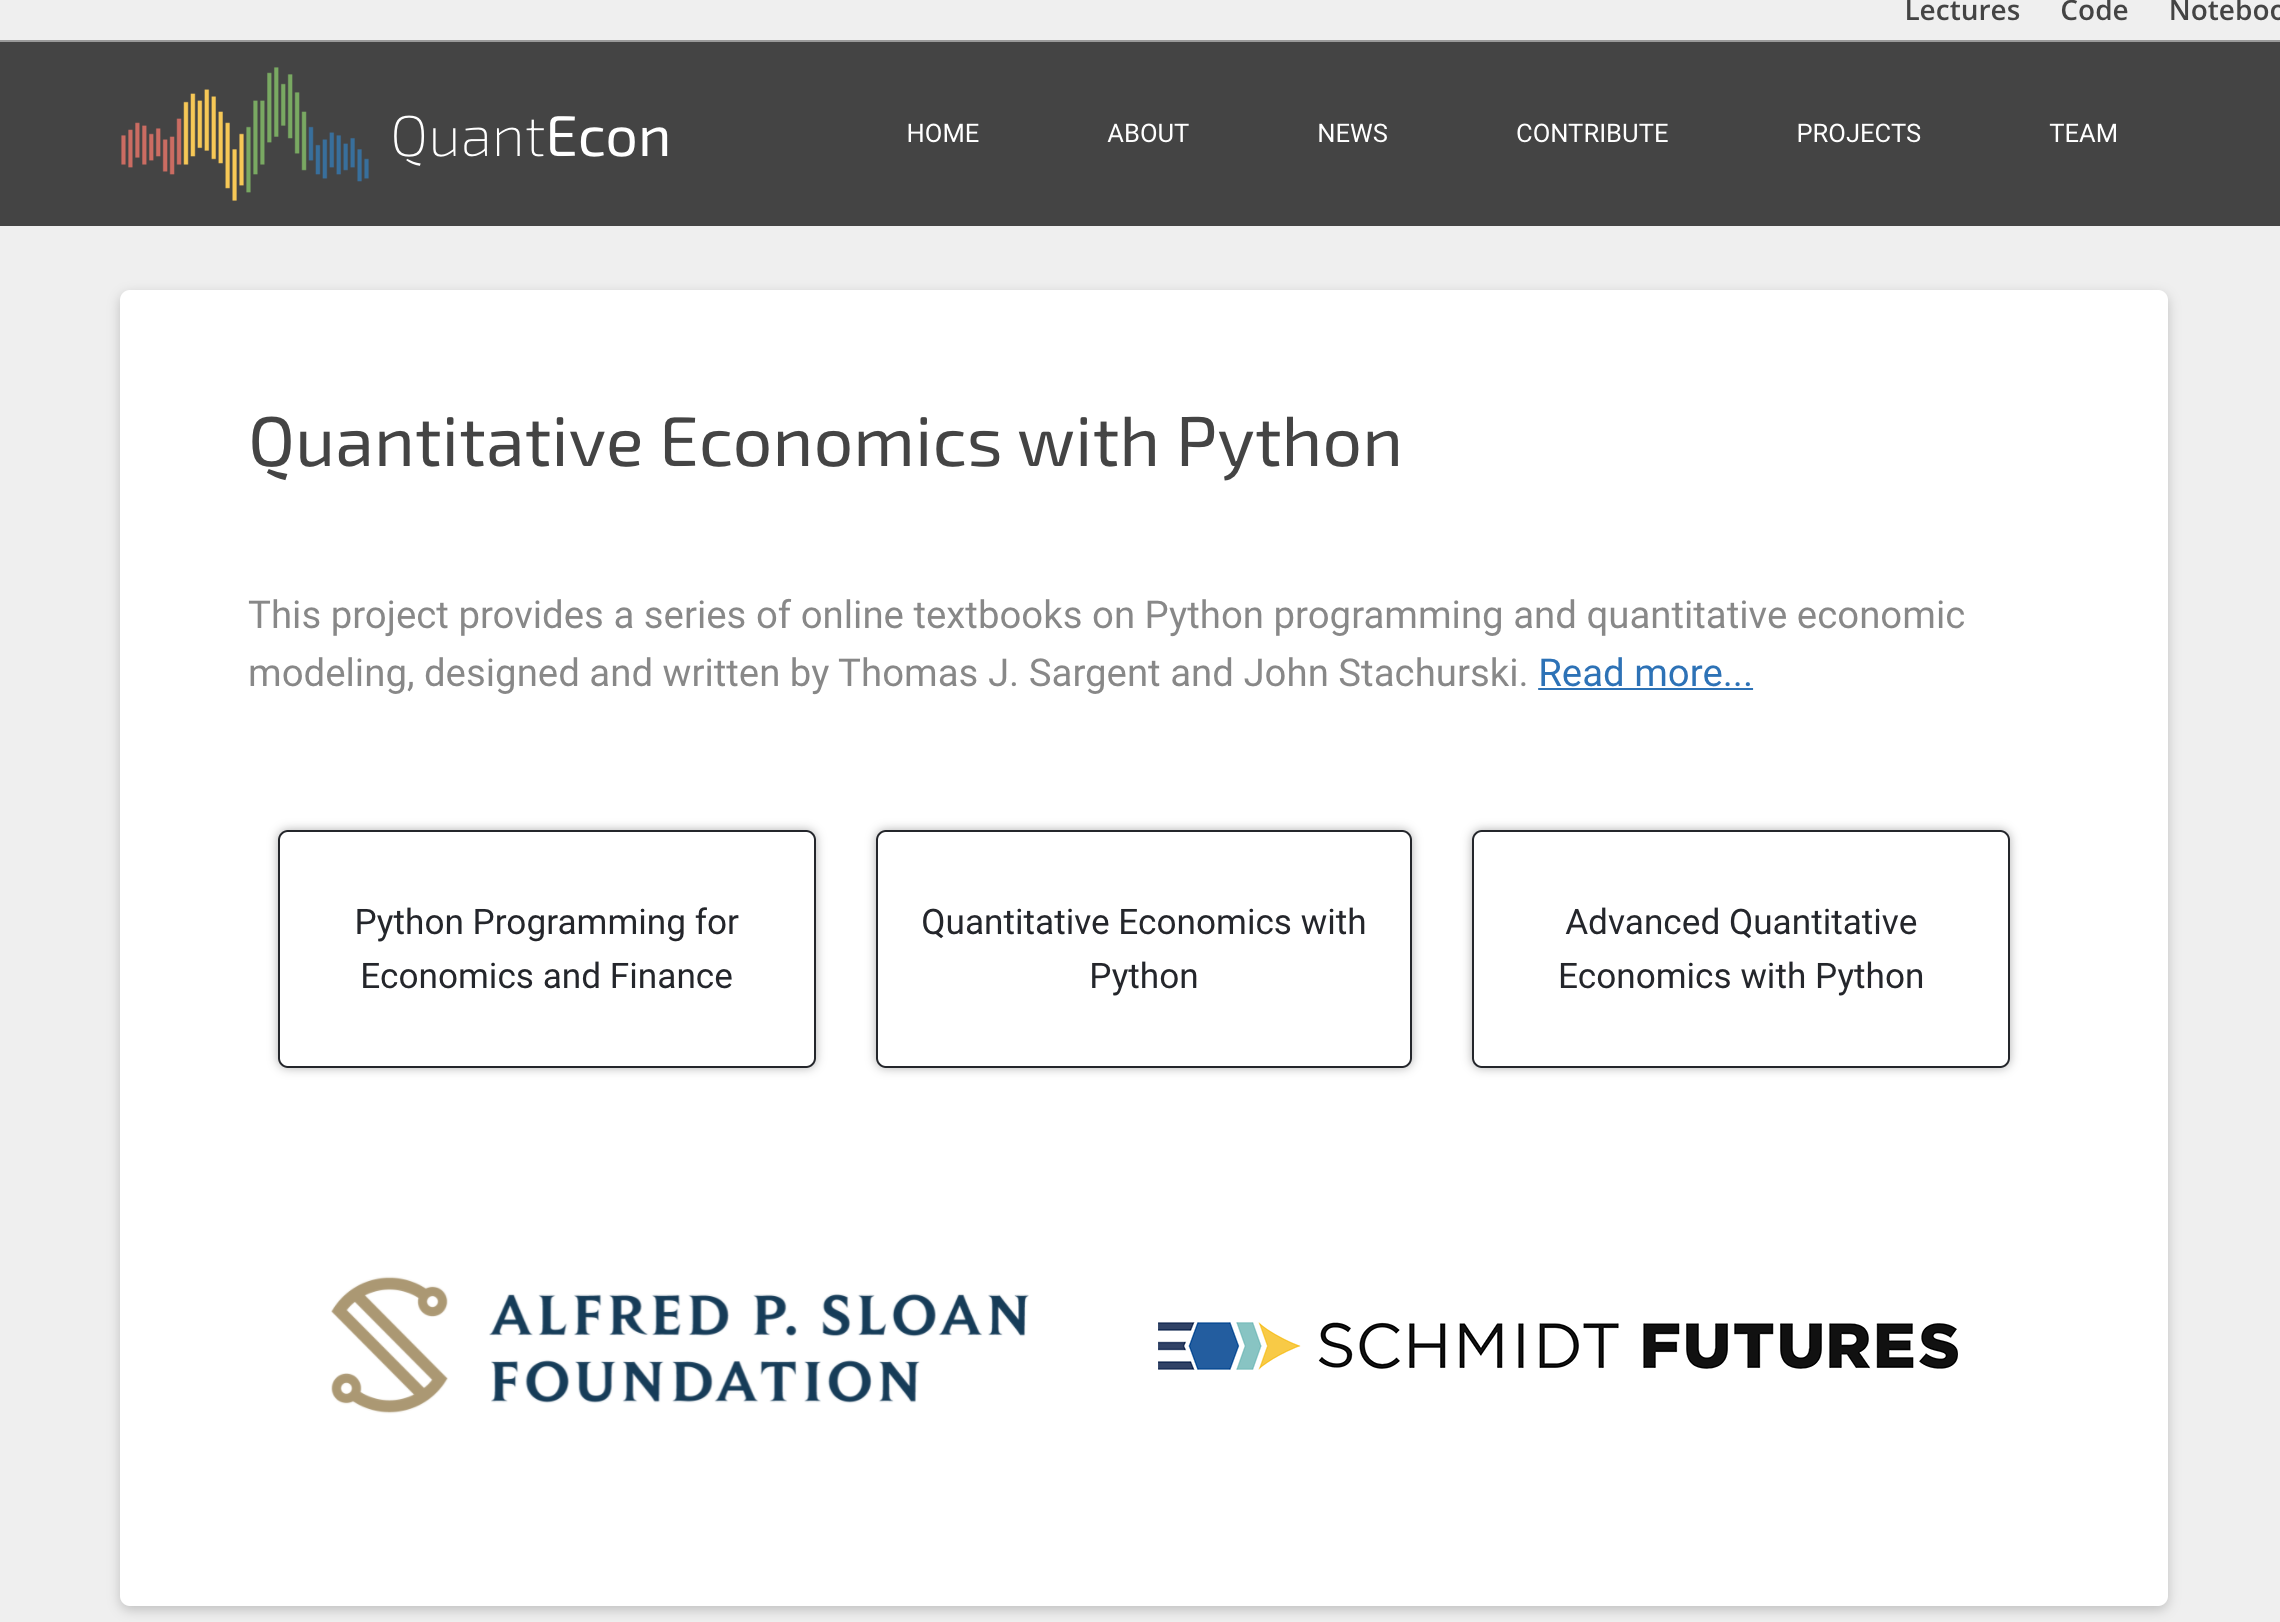 Lectures Code
QuantEcon
HOME ABOUT NEWS CONTRIBUTE PROJECTS TEAM
Quantitative Economics with Python
This project provides a series of online textbooks on Python programming and quantitative economic
modeling, designed and written by Thomas J. Sargent and John Stachurski. Read more...
Python Programming for
Economics and Finance
Quantitative Economics with
Python
Advanced Quantitative
Economics with Python
ALFRED P. SLOAN
FOUNDATION
SCHMIDT FUTURES